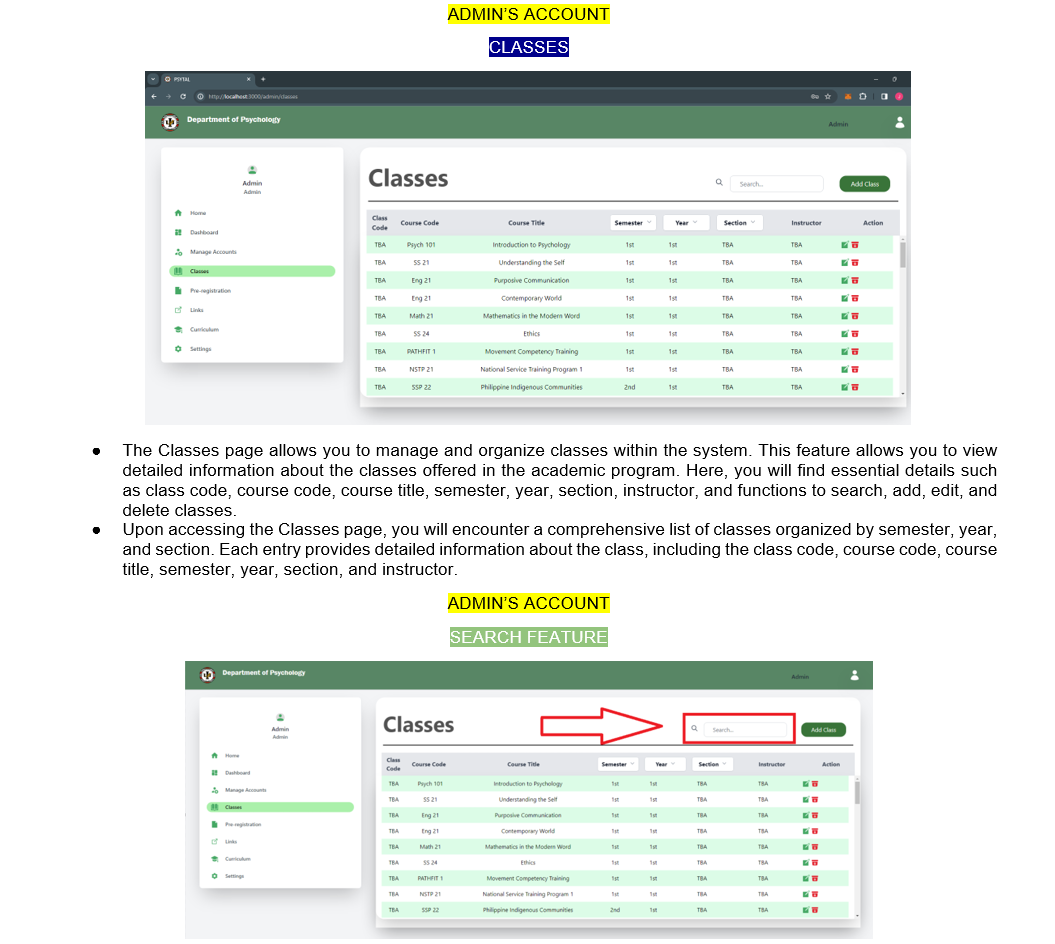 ADMIN'S ACCOUNT
CLASSES
PSYTAL
http://localhost:3000/admin/classes
Department of Psychology
Admin
Admin
Admin
Home
Dashboard
Manage Accounts
Classes
Pre-registration
Links
Curriculum
Settings
Classes
Search...
Add Class
Class Code Course Code Course Title Semester Year Section Instructor Action
TBA Psych 101 Introduction to Psychology 1st 1st TBA TBA
TBA SS 21 Understanding the Self 1st 1st TBA TBA
TBA Eng 21 Purposive Communication 1st 1st TBA TBA
TBA Eng 21 Contemporary World 1st 1st TBA TBA
TBA Math 21 Mathematics in the Modern Word 1st 1st TBA TBA
TBA SS 24 Ethics 1st 1st TBA TBA
TBA PATHFIT 1 Movement Competency Training 1st 1st TBA TBA
TBA NSTP 21 National Service Training Program 1 1st 1st TBA TBA
TBA SSP 22 Philippine Indigenous Communities 2nd 1st TBA TBA
● The Classes page allows you to manage and organize classes within the system. This feature allows you to view
detailed information about the classes offered in the academic program. Here, you will find essential details such
as class code, course code, course title, semester, year, section, instructor, and functions to search, add, edit, and
delete classes.
● Upon accessing the Classes page, you will encounter a comprehensive list of classes organized by semester, year,
and section. Each entry provides detailed information about the class, including the class code, course code, course
title, semester, year, section, and instructor.
ADMIN'S ACCOUNT
SEARCH FEATURE
Department of Psychology
Admin
Admin
Admin
Home
Dashboard
Manage Accounts
Classes
Pre-registration
Links
Curriculum
Settings
Classes
Search...
Add Class
Class Code Course Code Course Title Semester Year Section Instructor Action
TBA Psych 101 Introduction to Psychology 1st 1st TBA TBA
TBA SS 21 Understanding the Self 1st 1st TBA TBA
TBA Eng 21 Purposive Communication 1st 1st TBA TBA
TBA Eng 21 Contemporary World 1st 1st TBA TBA
TBA Math 21 Mathematics in the Modern Word 1st 1st TBA TBA
TBA SS 24 Ethics 1st 1st TBA TBA
TBA PATHFIT 1 Movement Competency Training 1st 1st TBA TBA
TBA NSTP 21 National Service Training Program 1 1st 1st TBA TBA
TBA SSP 22 Philippine Indigenous Communities 2nd 1st TBA TBA